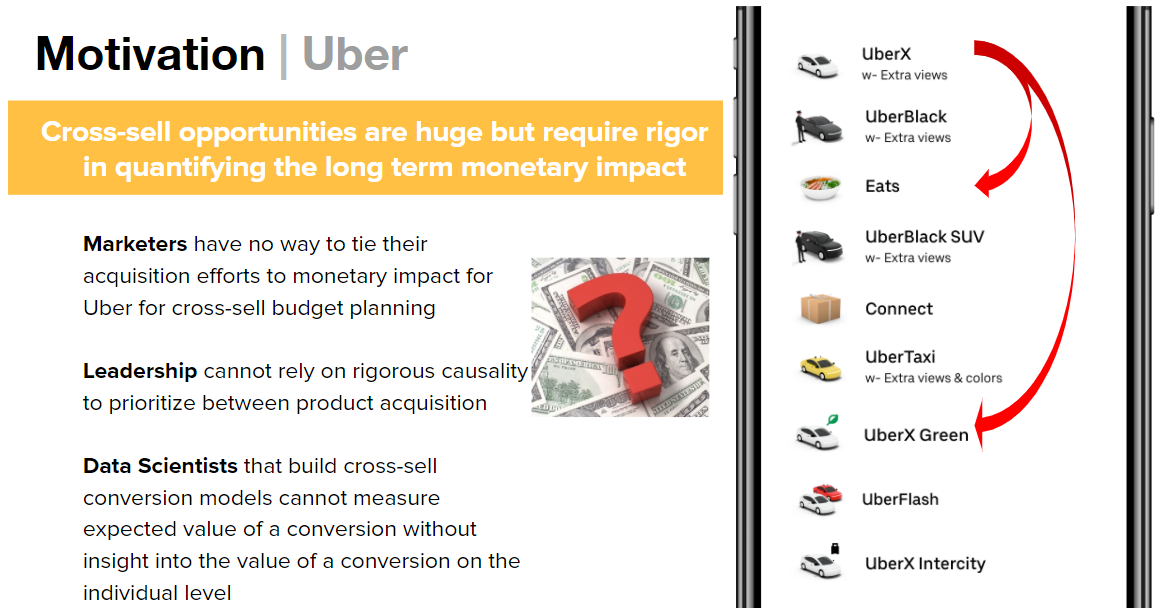 Motivation | Uber
Cross-sell opportunities are huge but require rigor
in quantifying the long term monetary impact
Marketers have no way to tie their
acquisition efforts to monetary impact for
Uber for cross-sell budget planning
Leadership cannot rely on rigorous causality
to prioritize between product acquisition
Data Scientists that build cross-sell
conversion models cannot measure
expected value of a conversion without
insight into the value of a conversion on the
individual level
?
UberX
w- Extra views
UberBlack
w- Extra views
Eats
UberBlack SUV
w- Extra views
Connect
UberTaxi
w- Extra views & colors
UberX Green
UberFlash
UberX Intercity